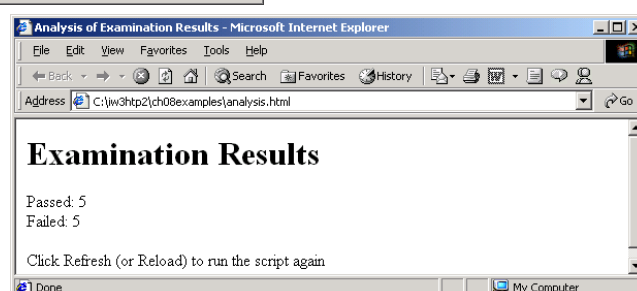 Analysis of Examination Results - Microsoft Internet Explorer
File Edit View Favorites Tools Help
Back Search Favorites History
Address C:\iw3htp2\ch08examples\analysis.html Go
Examination Results
Passed: 5
Failed: 5
Click Refresh (or Reload) to run the script again
Done My Computer